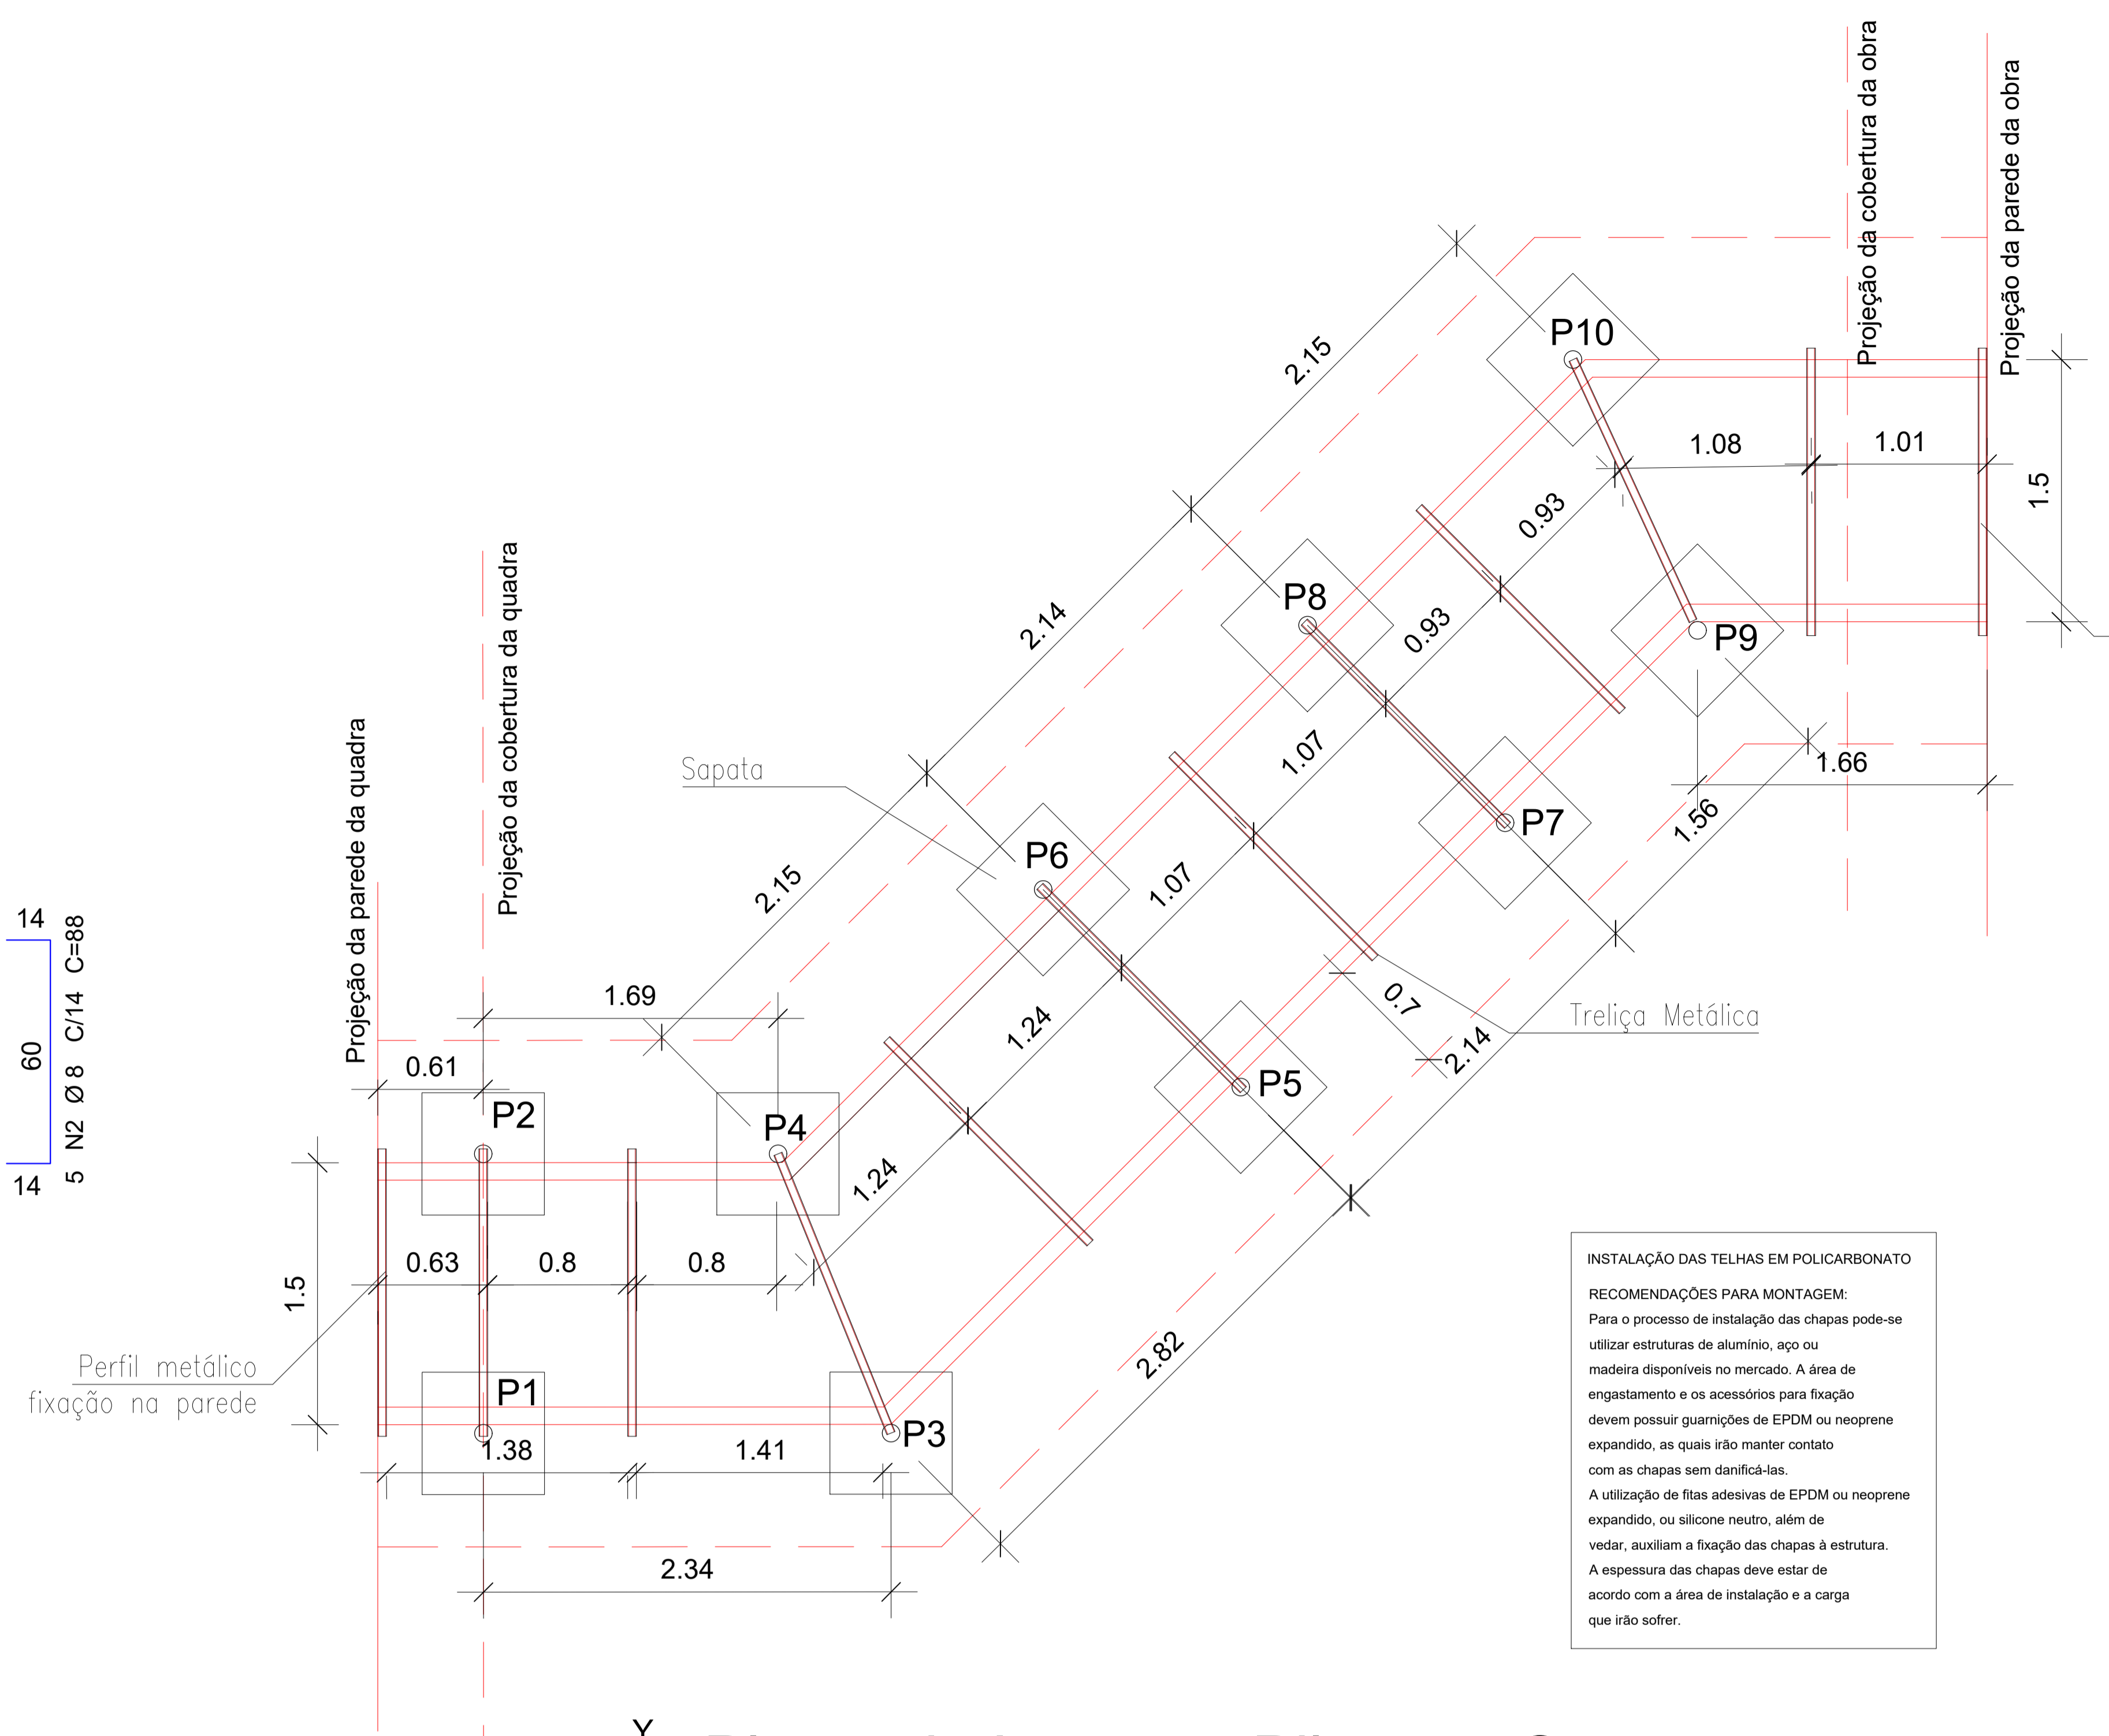 Projeção da cobertura da obra
Projeção da parede da obra
P10
2.15
1.08
1.01
1.5
0.93
Projeção da cobertura da quadra
P8
2.14
0.93
P9
Projeção da parede da quadra
Sapata
1.07
1.66
1.56
P7
P6
2.15
1.07
14
60
14
5 N2 Ø 8 C/14 C=88
1.69
0.7
1.24
Treliça Metálica
2.14
0.61
P2
P5
P4
1.24
0.63
0.8
0.8
1.5
2.82
Perfil metálico
fixação na parede
P1
P3
1.38
1.41
2.34
INSTALAÇÃO DAS TELHAS EM POLICARBONATO
RECOMENDAÇÕES PARA MONTAGEM:
Para o processo de instalação das chapas pode-se
utilizar estruturas de alumínio, aço ou
madeira disponíveis no mercado. A área de
engastamento e os acessórios para fixação
devem possuir guarnições de EPDM ou neoprene
expandido, as quais irão manter contato
com as chapas sem danificá-las.
A utilização de fitas adesivas de EPDM ou neoprene
expandido, ou silicone neutro, além de
vedar, auxiliam a fixação das chapas à estrutura.
A espessura das chapas deve estar de
acordo com a área de instalação e a carga
que irão sofrer.
Y